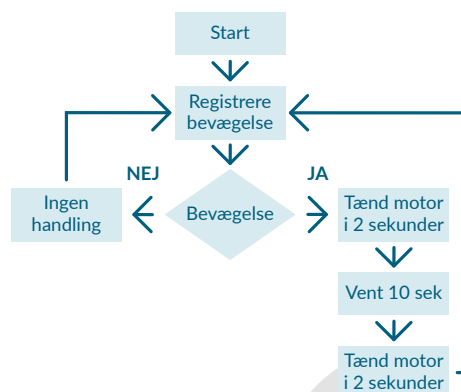 Start
Registrere
bevægelse
NEJ
JA
Ingen
handling
Bevægelse
Tænd motor
i 2 sekunder
Vent 10 sek
Tænd motor
i 2 sekunder